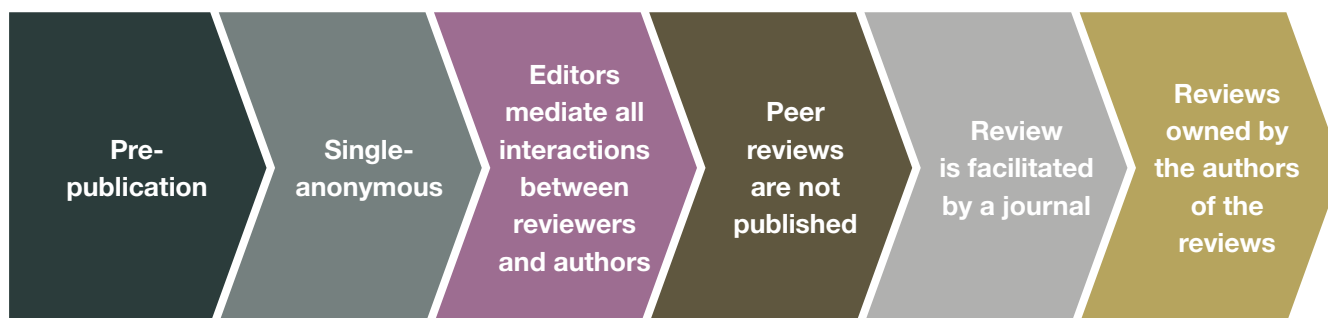 Pre-
publication
Single-
anonymous
Editors
mediate all
interactions
between
reviewers
and authors
Peer
reviews
are not
published
Review
is facilitated
by a journal
Reviews
owned by
the authors
of the
reviews